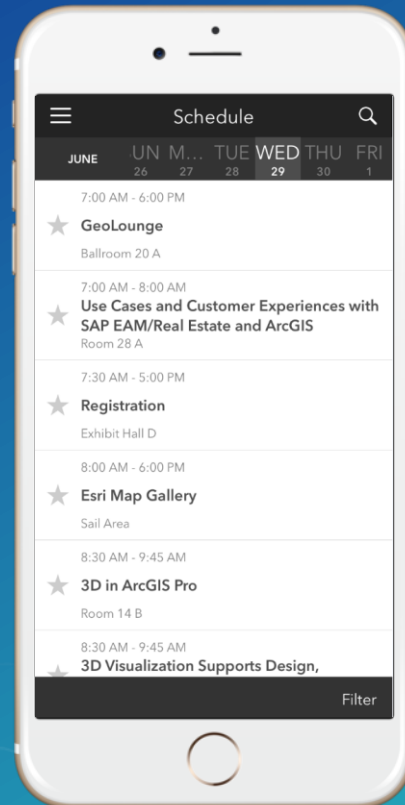 Schedule
JUNE UN M... TUE WED THU FRI
26 27 28 29 30 1
7:00 AM - 6:00 PM
GeoLounge
Ballroom 20 A
7:00 AM - 8:00 AM
Use Cases and Customer Experiences with
SAP EAM/Real Estate and ArcGIS
Room 28 A
7:30 AM - 5:00 PM
Registration
Exhibit Hall D
8:00 AM - 6:00 PM
Esri Map Gallery
Sail Area
8:30 AM - 9:45 AM
3D in ArcGIS Pro
Room 14 B
8:30 AM - 9:45 AM
3D Visualization Supports Design,
Filter